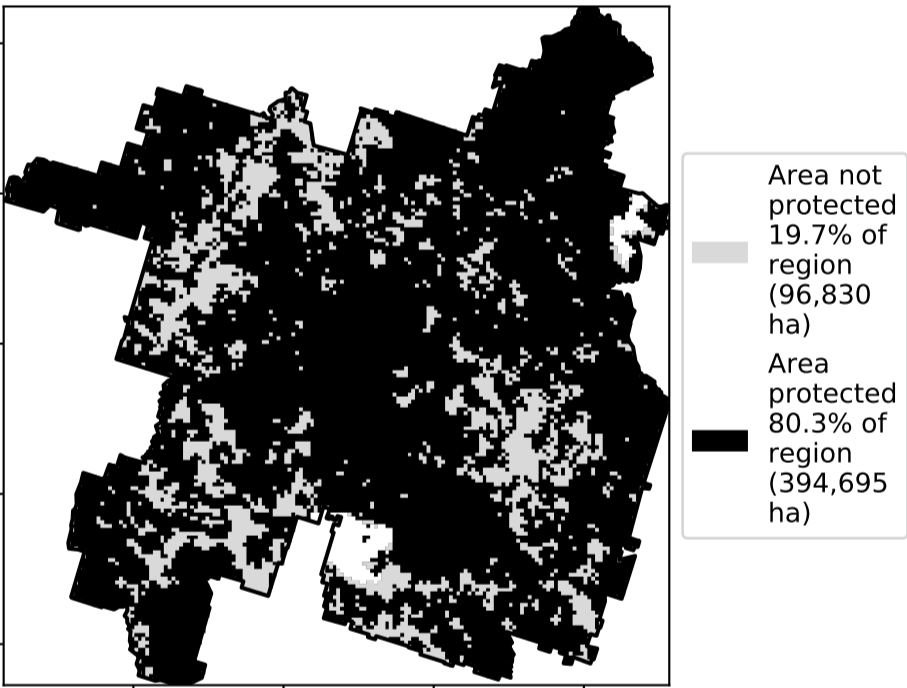 Area not
protected
19.7% of
region
(96,830
ha)
Area
protected
80.3% of
region
(394,695
ha)